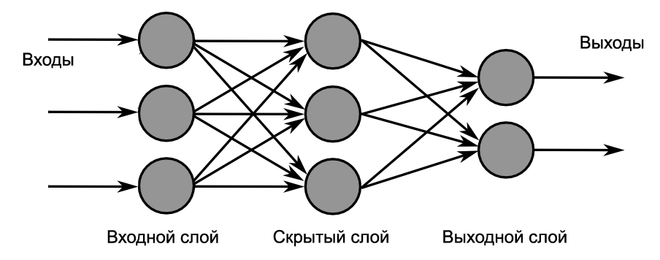 Входы
Выходы
Входной слой
Скрытый слой
Выходной слой